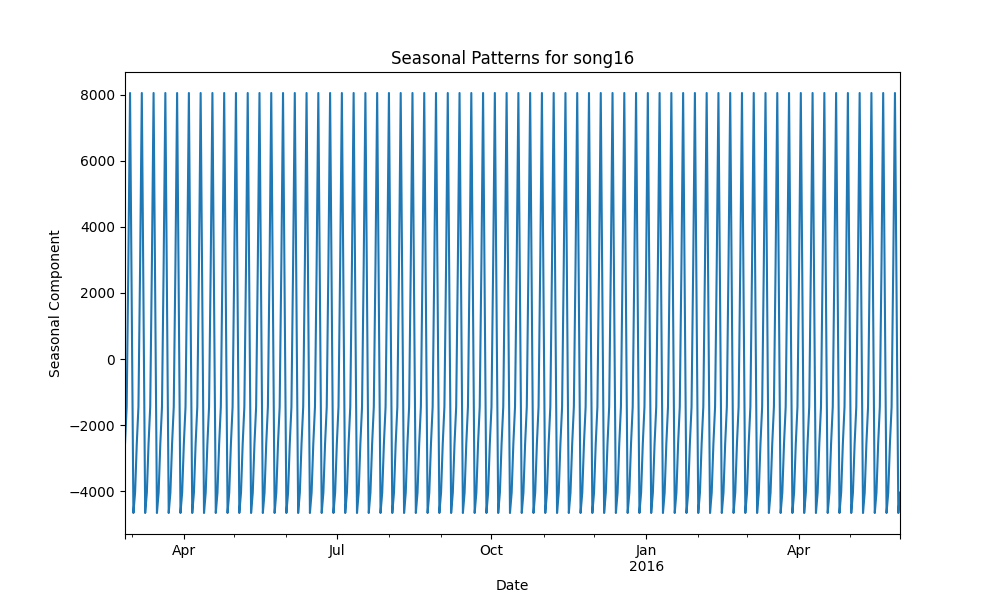 Seasonal Patterns for song16
8000
6000
4000
2000
0
−2000
−4000
Seasonal Component
Apr
Jul
Oct
Jan
2016
Apr
Date